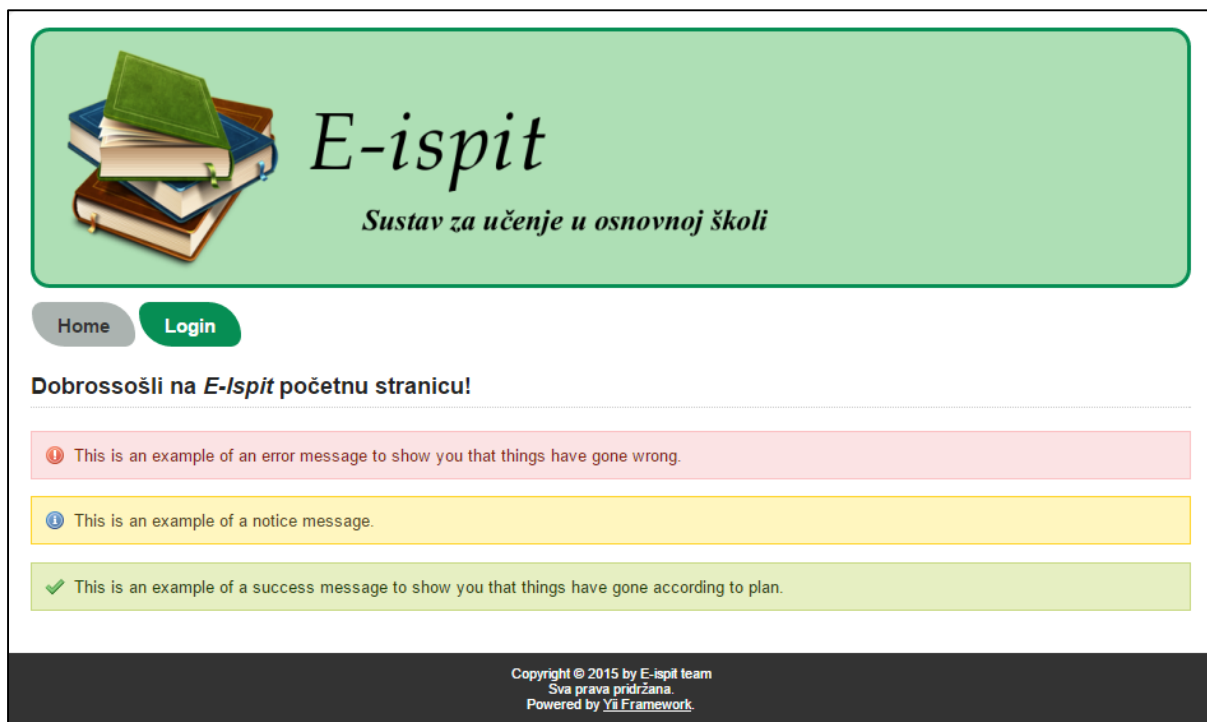 E-ispit
Sustav za učenje u osnovnoj školi
Home Login
Dobrossošli na E-Ispit početnu stranicu!
This is an example of an error message to show you that things have gone wrong.
This is an example of a notice message.
This is an example of a success message to show you that things have gone according to plan.
Copyright © 2015 by E-ispit team
Sva prava pridržana.
Powered by Yii Framework.